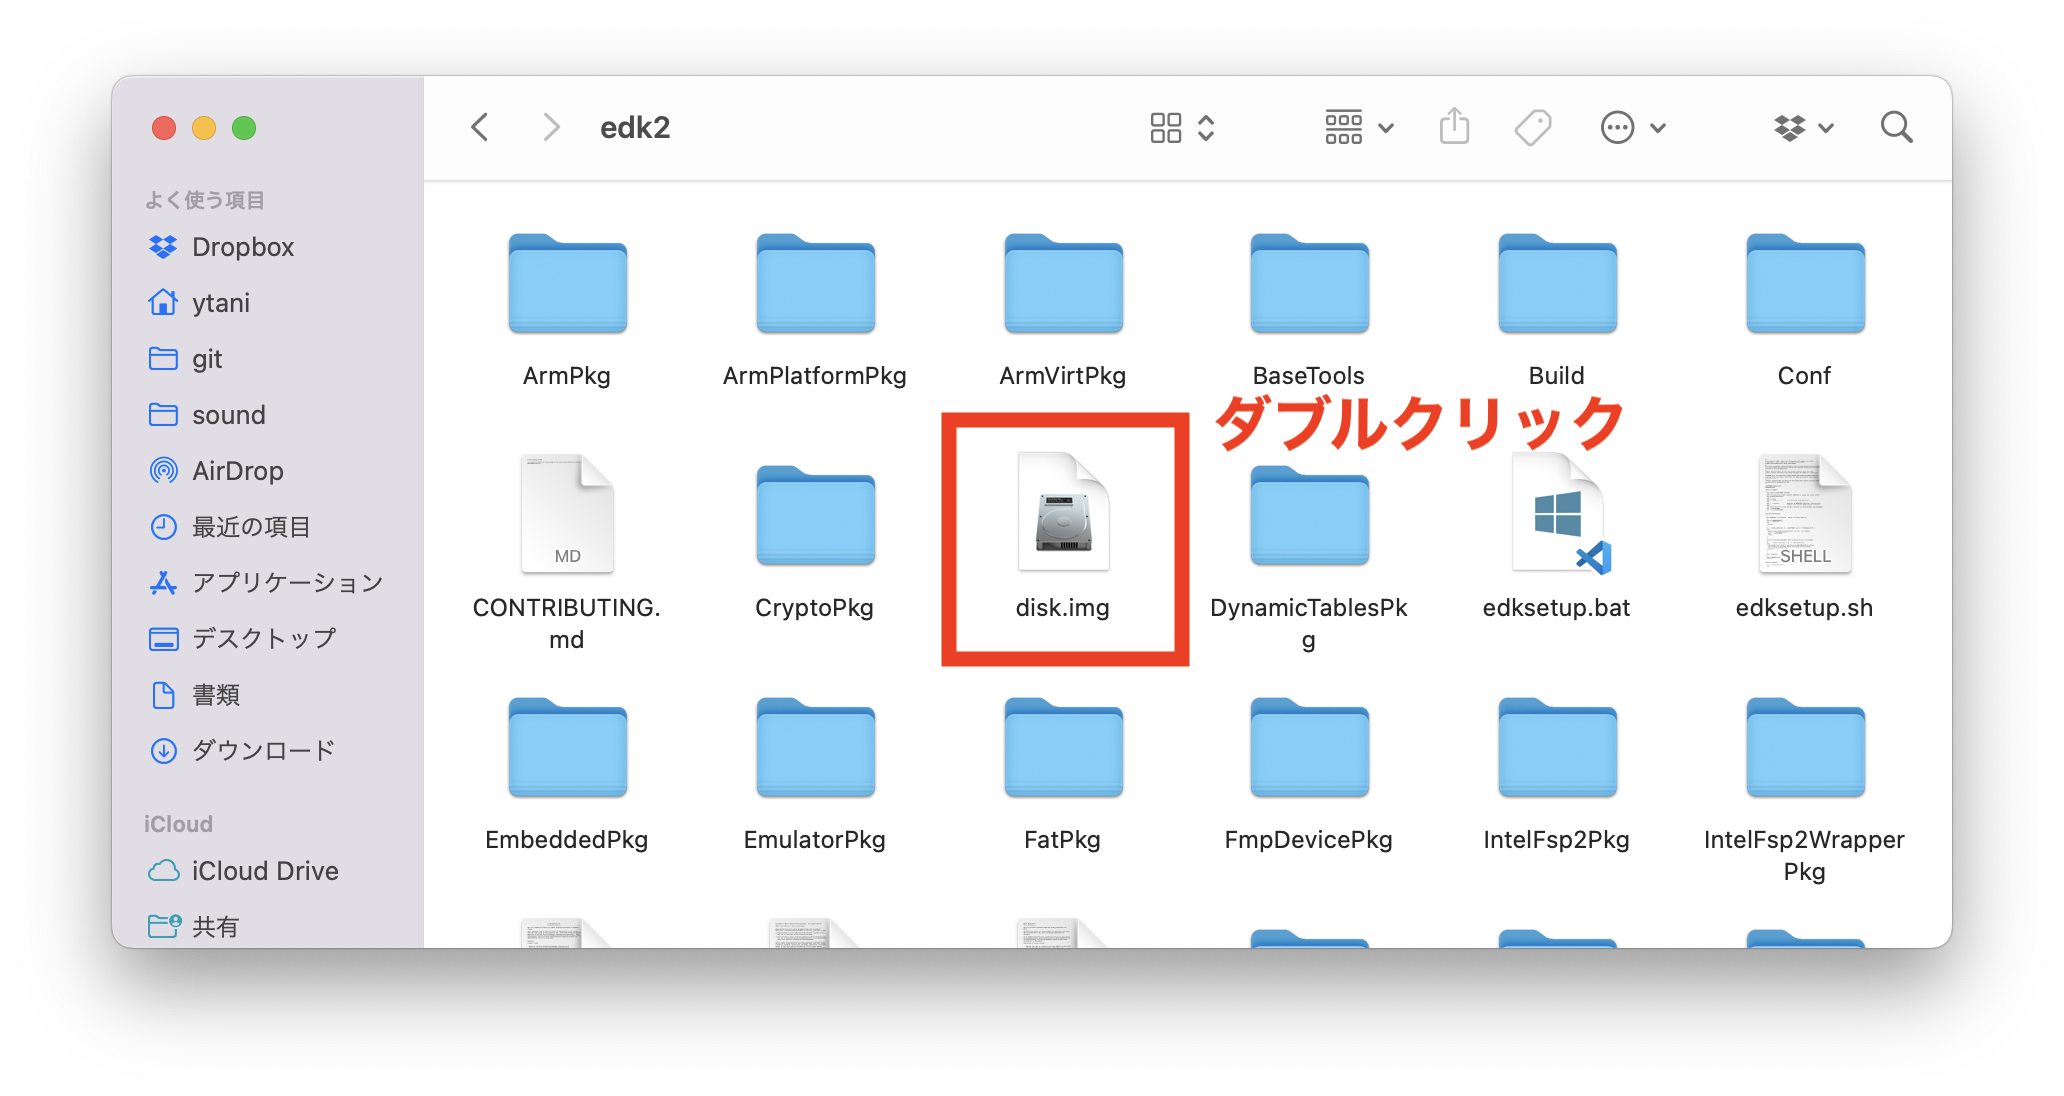 edk2
よく使う項目
Dropbox
ytani
git
sound
AirDrop
最近の項目
アプリケーション
デスクトップ
書類
ダウンロード
iCloud
iCloud Drive
共有
ArmPkg
ArmPlatformPkg
ArmVirtPkg
BaseTools
Build
Conf
ダブルクリック
MD
SHELL
CONTRIBUTING.
md
CryptoPkg
disk.img
DynamicTablesPk
g
edksetup.bat
edksetup.sh
EmbeddedPkg
EmulatorPkg
FatPkg
FmpDevicePkg
IntelFsp2Pkg
IntelFsp2Wrapper
Pkg